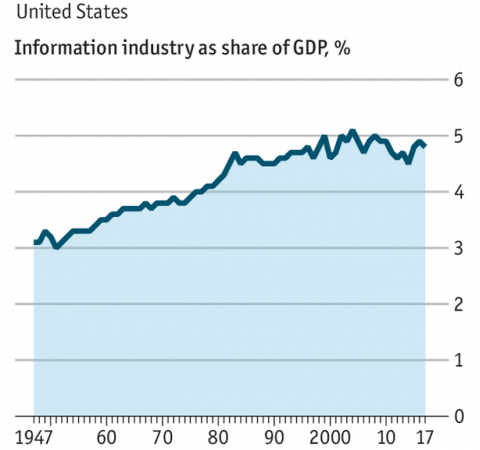 United States
Information industry as share of GDP, %
6
5
4
3
2
1
0
1947 60 70 80 90 2000 10 17